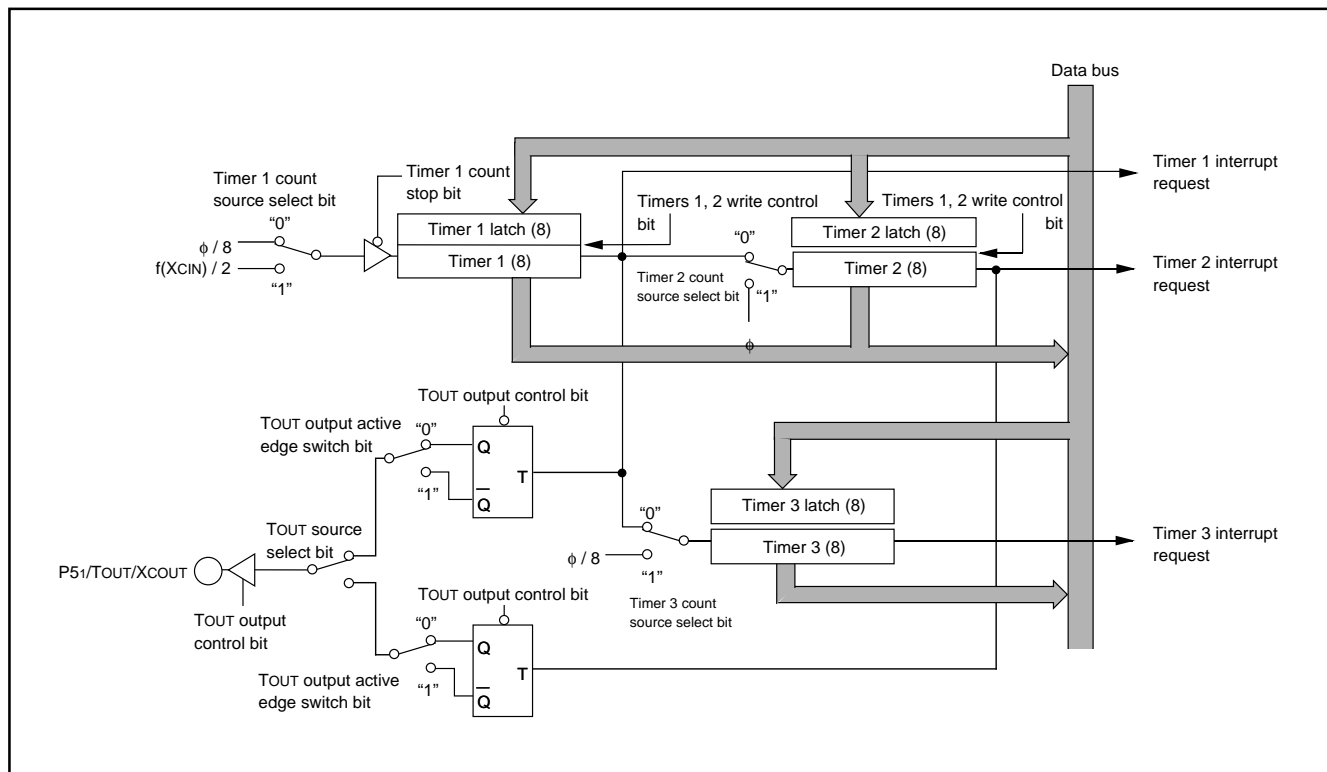 Data bus
Timer 1 count
source select bit
Timer 1 count
stop bit
“0”
ϕ / 8
f(XCIN) / 2
“1”
Timer 1 latch (8)
Timer 1 (8)
Timers 1, 2 write control
bit
“0”
Timer 2 count
source select bit
“1”
ϕ
Timers 1, 2 write control
bit
Timer 2 latch (8)
Timer 2 (8)
Timer 1 interrupt
request
Timer 2 interrupt
request
TOUT output active
edge switch bit
“0”
“1”
TOUT output control bit
Q
T
Q̅
TOUT source
select bit
P51/TOUT/XCOUT
TOUT output
control bit
“0”
ϕ / 8
“1”
Timer 3 count
source select bit
Timer 3 latch (8)
Timer 3 (8)
Timer 3 interrupt
request
TOUT output control bit
“0”
“1”
TOUT output active
edge switch bit
Q
T
Q̅